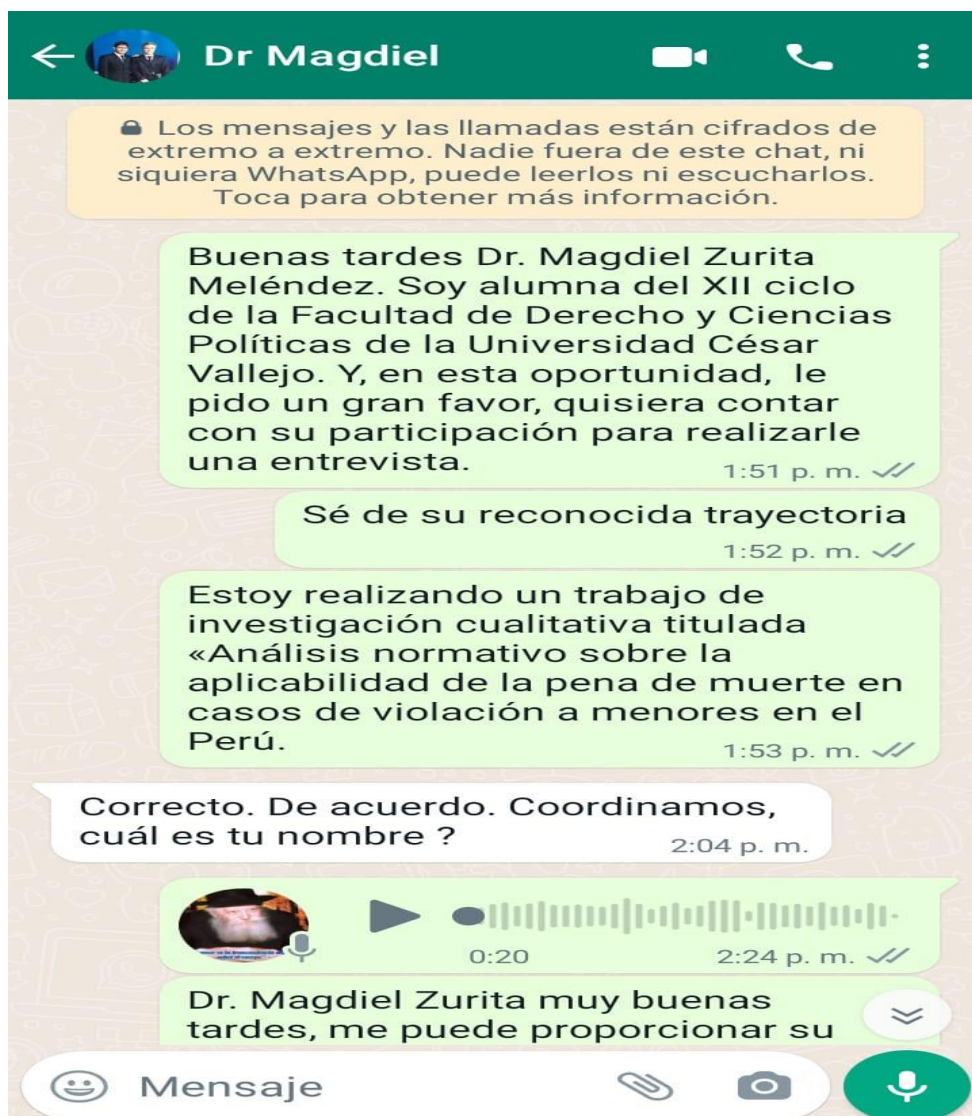 Dr Magdiel
Los mensajes y las llamadas están cifrados de
extremo a extremo. Nadie fuera de este chat, ni
siquiera WhatsApp, puede leerlos ni escucharlos.
Toca para obtener más información.
Buenas tardes Dr. Magdiel Zurita
Meléndez. Soy alumna del XII ciclo
de la Facultad de Derecho y Ciencias
Políticas de la Universidad César
Vallejo. Y, en esta oportunidad, le
pido un gran favor, quisiera contar
con su participación para realizarle
una entrevista.
1:51 p. m.
Sé de su reconocida trayectoria
1:52 p. m.
Estoy realizando un trabajo de
investigación cualitativa titulada
«Análisis normativo sobre la
aplicabilidad de la pena de muerte en
casos de violación a menores en el
Perú.
1:53 p. m.
Correcto. De acuerdo. Coordinamos,
cuál es tu nombre ?
2:04 p. m.
0:20
2:24 p. m.
Dr. Magdiel Zurita muy buenas
tardes, me puede proporcionar su
Mensaje